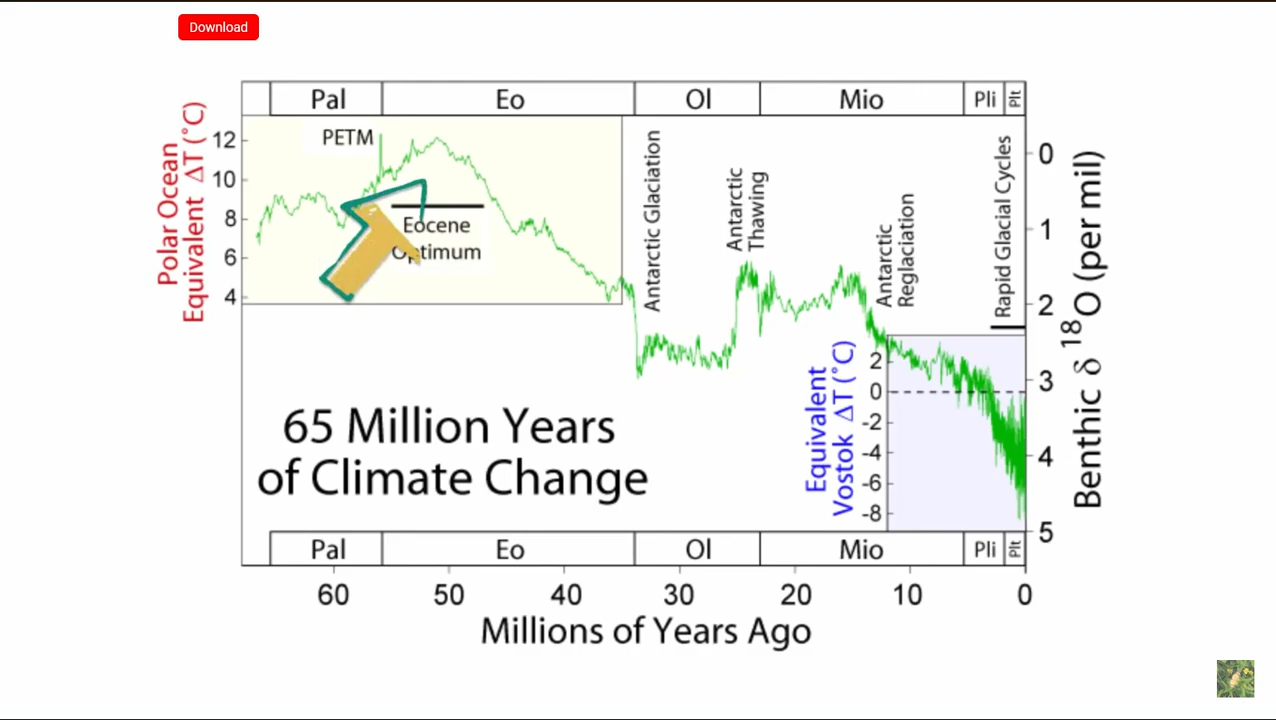 Download
Pal Eo Ol Mio Pli Plt
Polar Ocean
Equivalent ΔT (°C)
12
10
8
6
4
PETM
Eocene
Optimum
Antarctic Glaciation
Antarctic
Thawing
Antarctic
Reglaciation
Rapid Glacial Cycles
0
1
2
3
4
5
Benthic δ 18O (per mil)
Equivalent
Vostok ΔT (°C)
2
0
-2
-4
-6
-8
65 Million Years
of Climate Change
Pal Eo Ol Mio Pli Plt
60 50 40 30 20 10 0
Millions of Years Ago